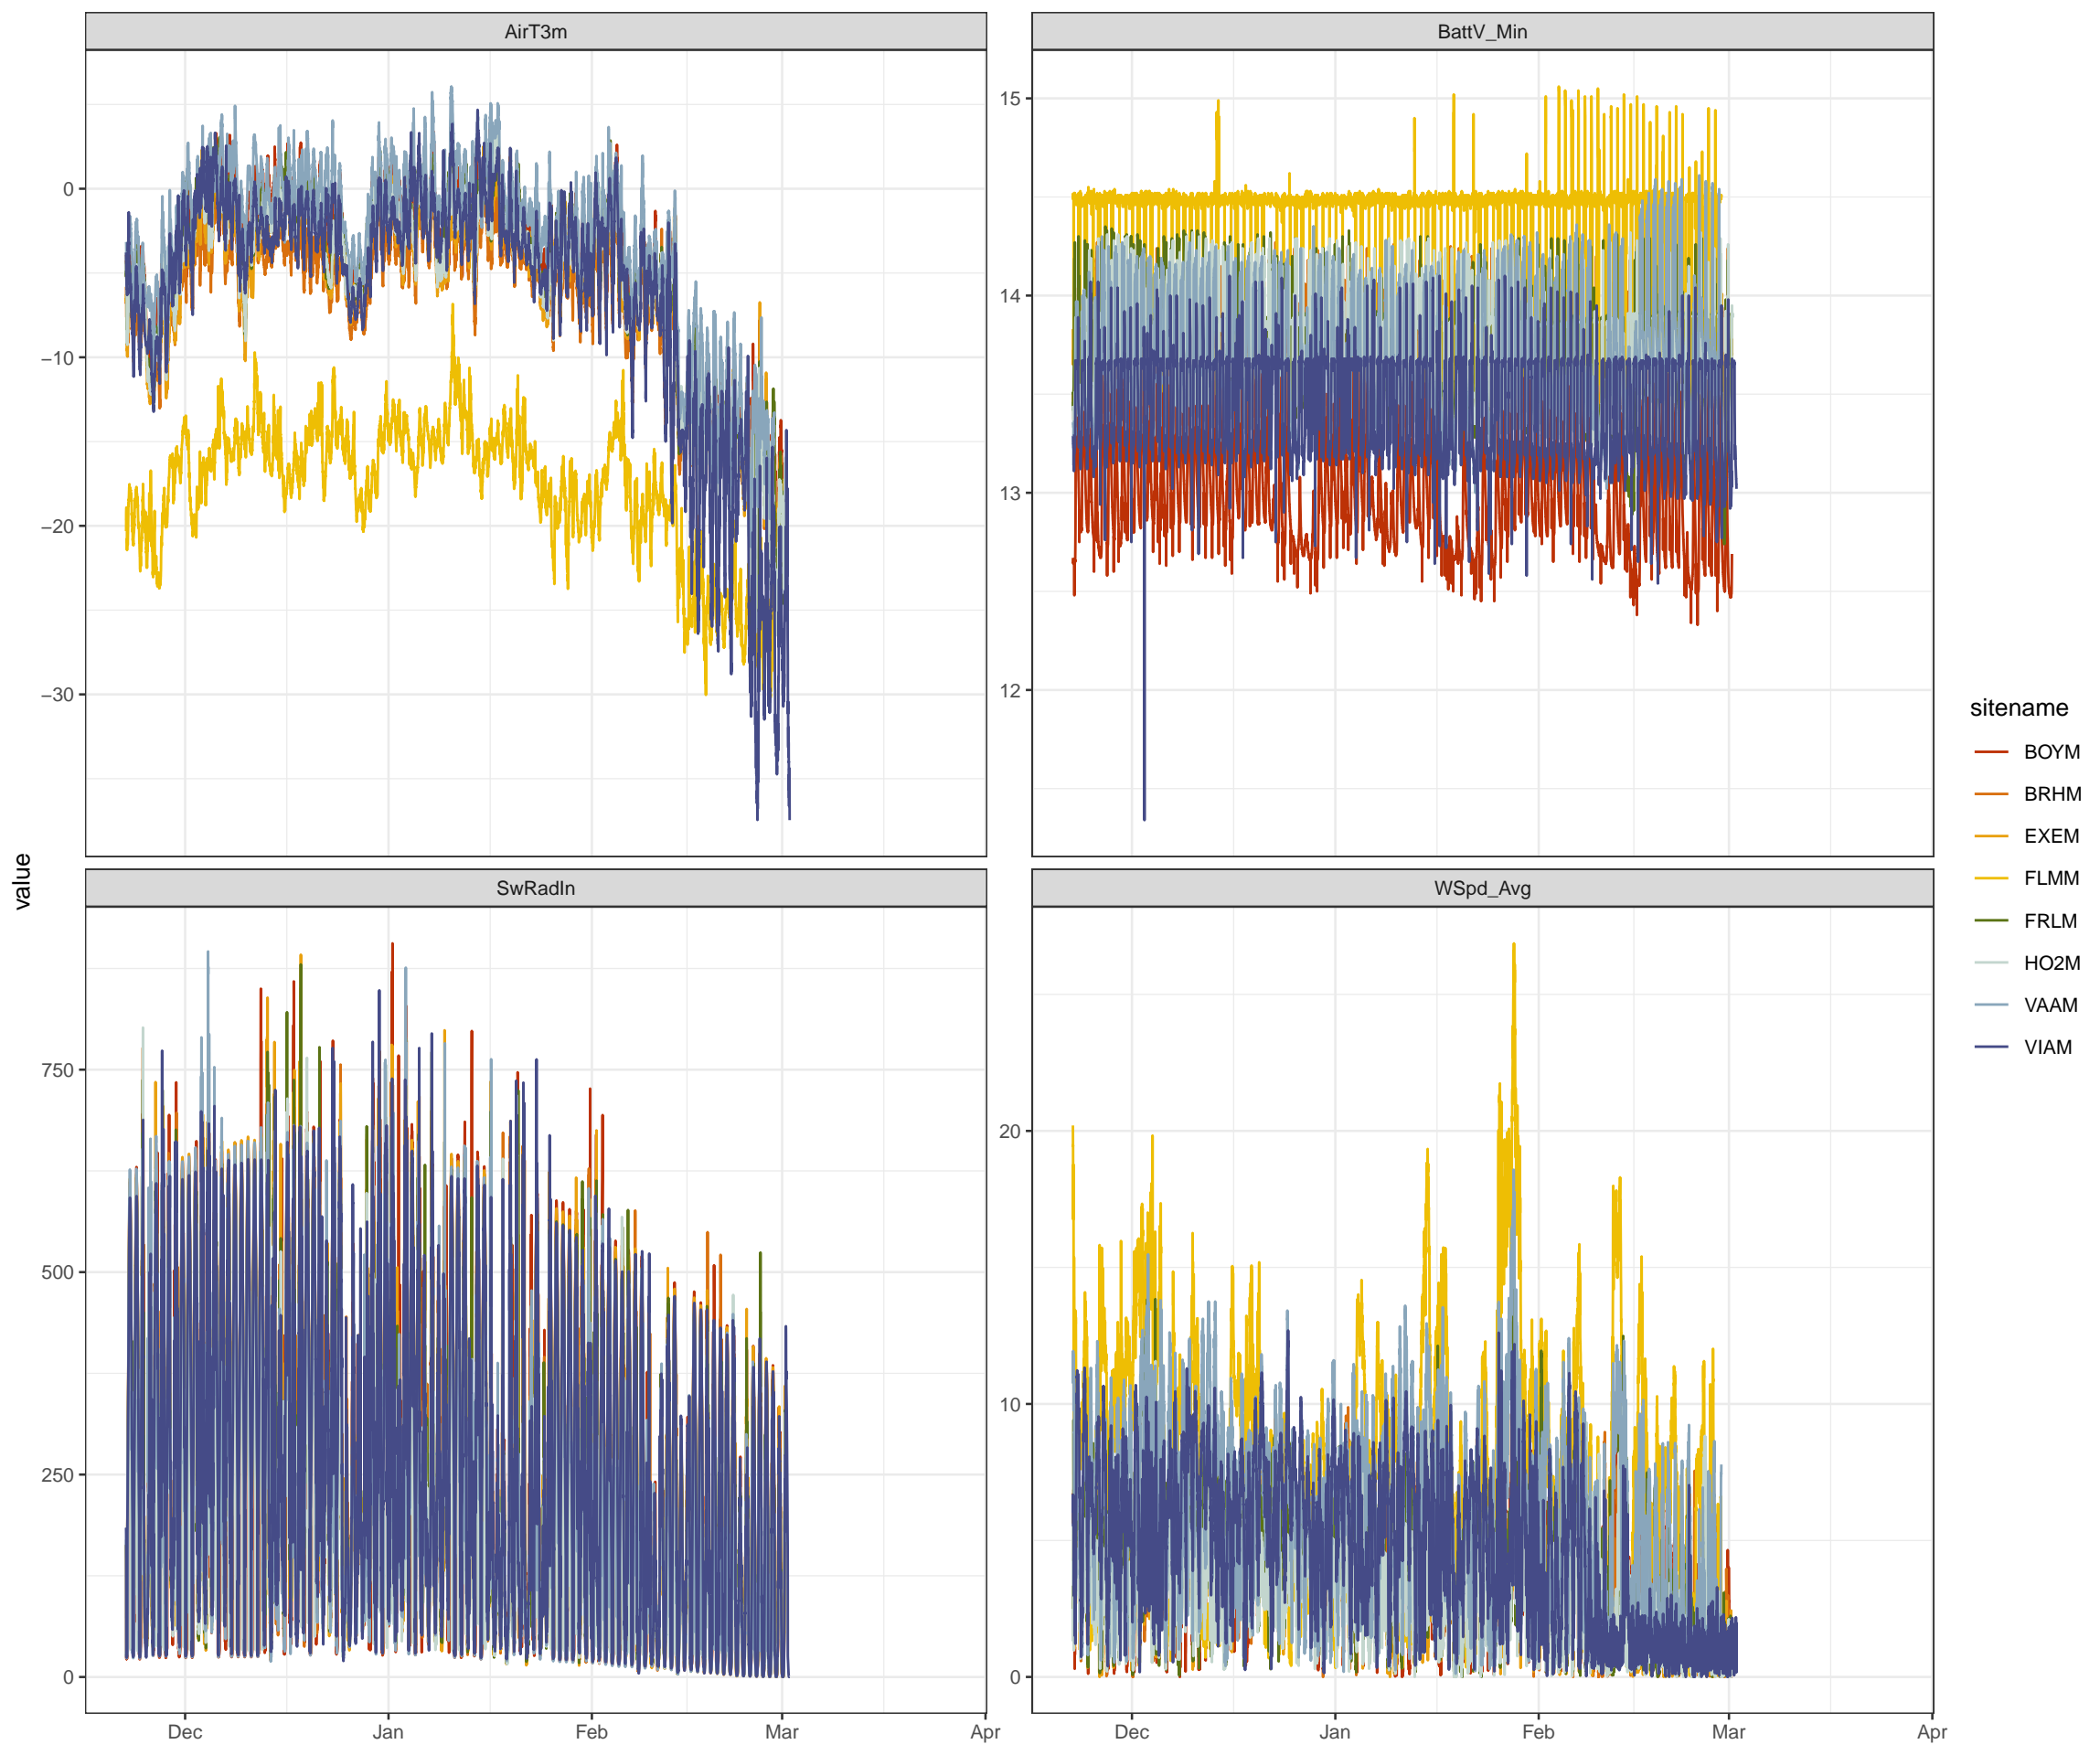 AirT3m
BattV_Min
0
−10
−20
−30
15
14
13
12
value
SwRadIn
WSpd_Avg
750
500
250
0
20
10
0
Dec Jan Feb Mar Apr
Dec Jan Feb Mar Apr
sitename
BOYM
BRHM
EXEM
FLMM
FRLM
HO2M
VAAM
VIAM